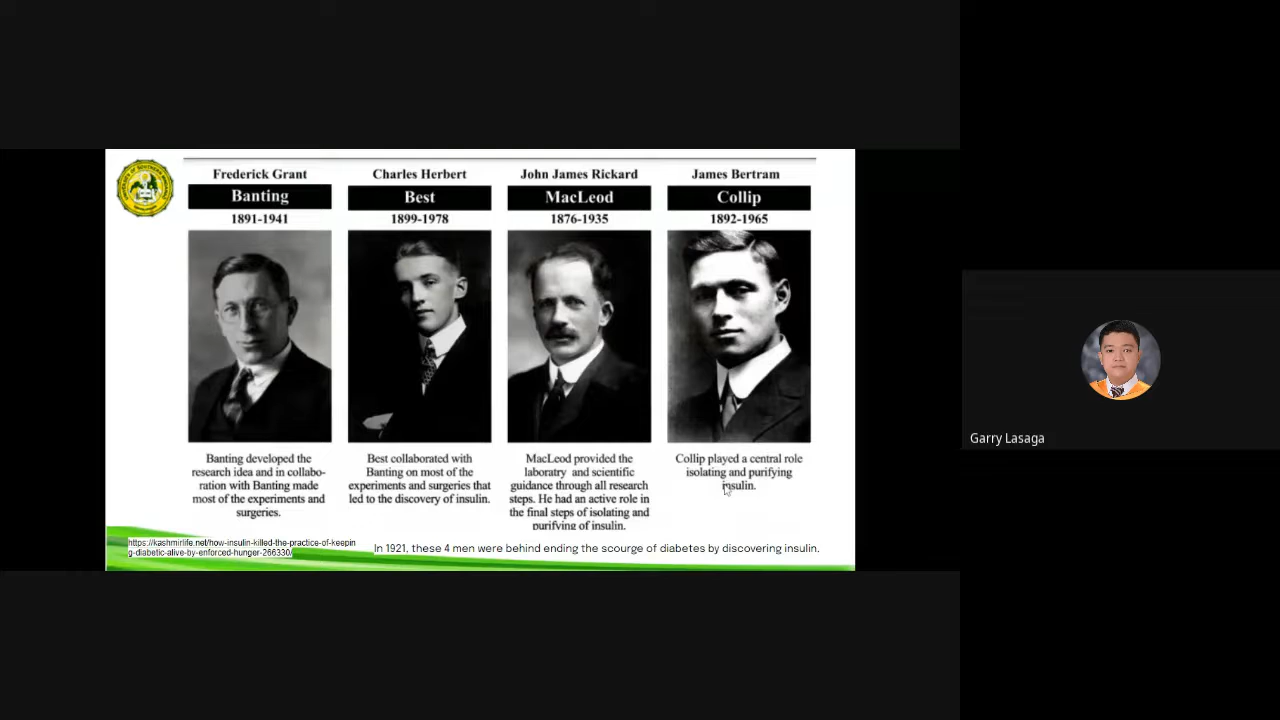 Frederick Grant
Banting
1891-1941
Banting developed the
research idea and in collabo-
ration with Banting made
most of the experiments and
surgeries.
Charles Herbert
Best
1899-1978
Best collaborated with
Banting on most of the
experiments and surgeries that
led to the discovery of insulin.
John James Rickard
MacLeod
1876-1935
MacLeod provided the
laboratry and scientific
guidance through all research
steps. He had an active role in
the final steps of isolating and
purifying of insulin.
James Bertram
Collip
1892-1965
Collip played a central role
isolating and purifying
insulin.
https://kashmirlife.net/how-insulin-killed-the-practice-of-keepin
g-diabetic-alive-by-enforced-hunger-266330/
In 1921, these 4 men were behind ending the scourge of diabetes by discovering insulin.
Garry Lasaga